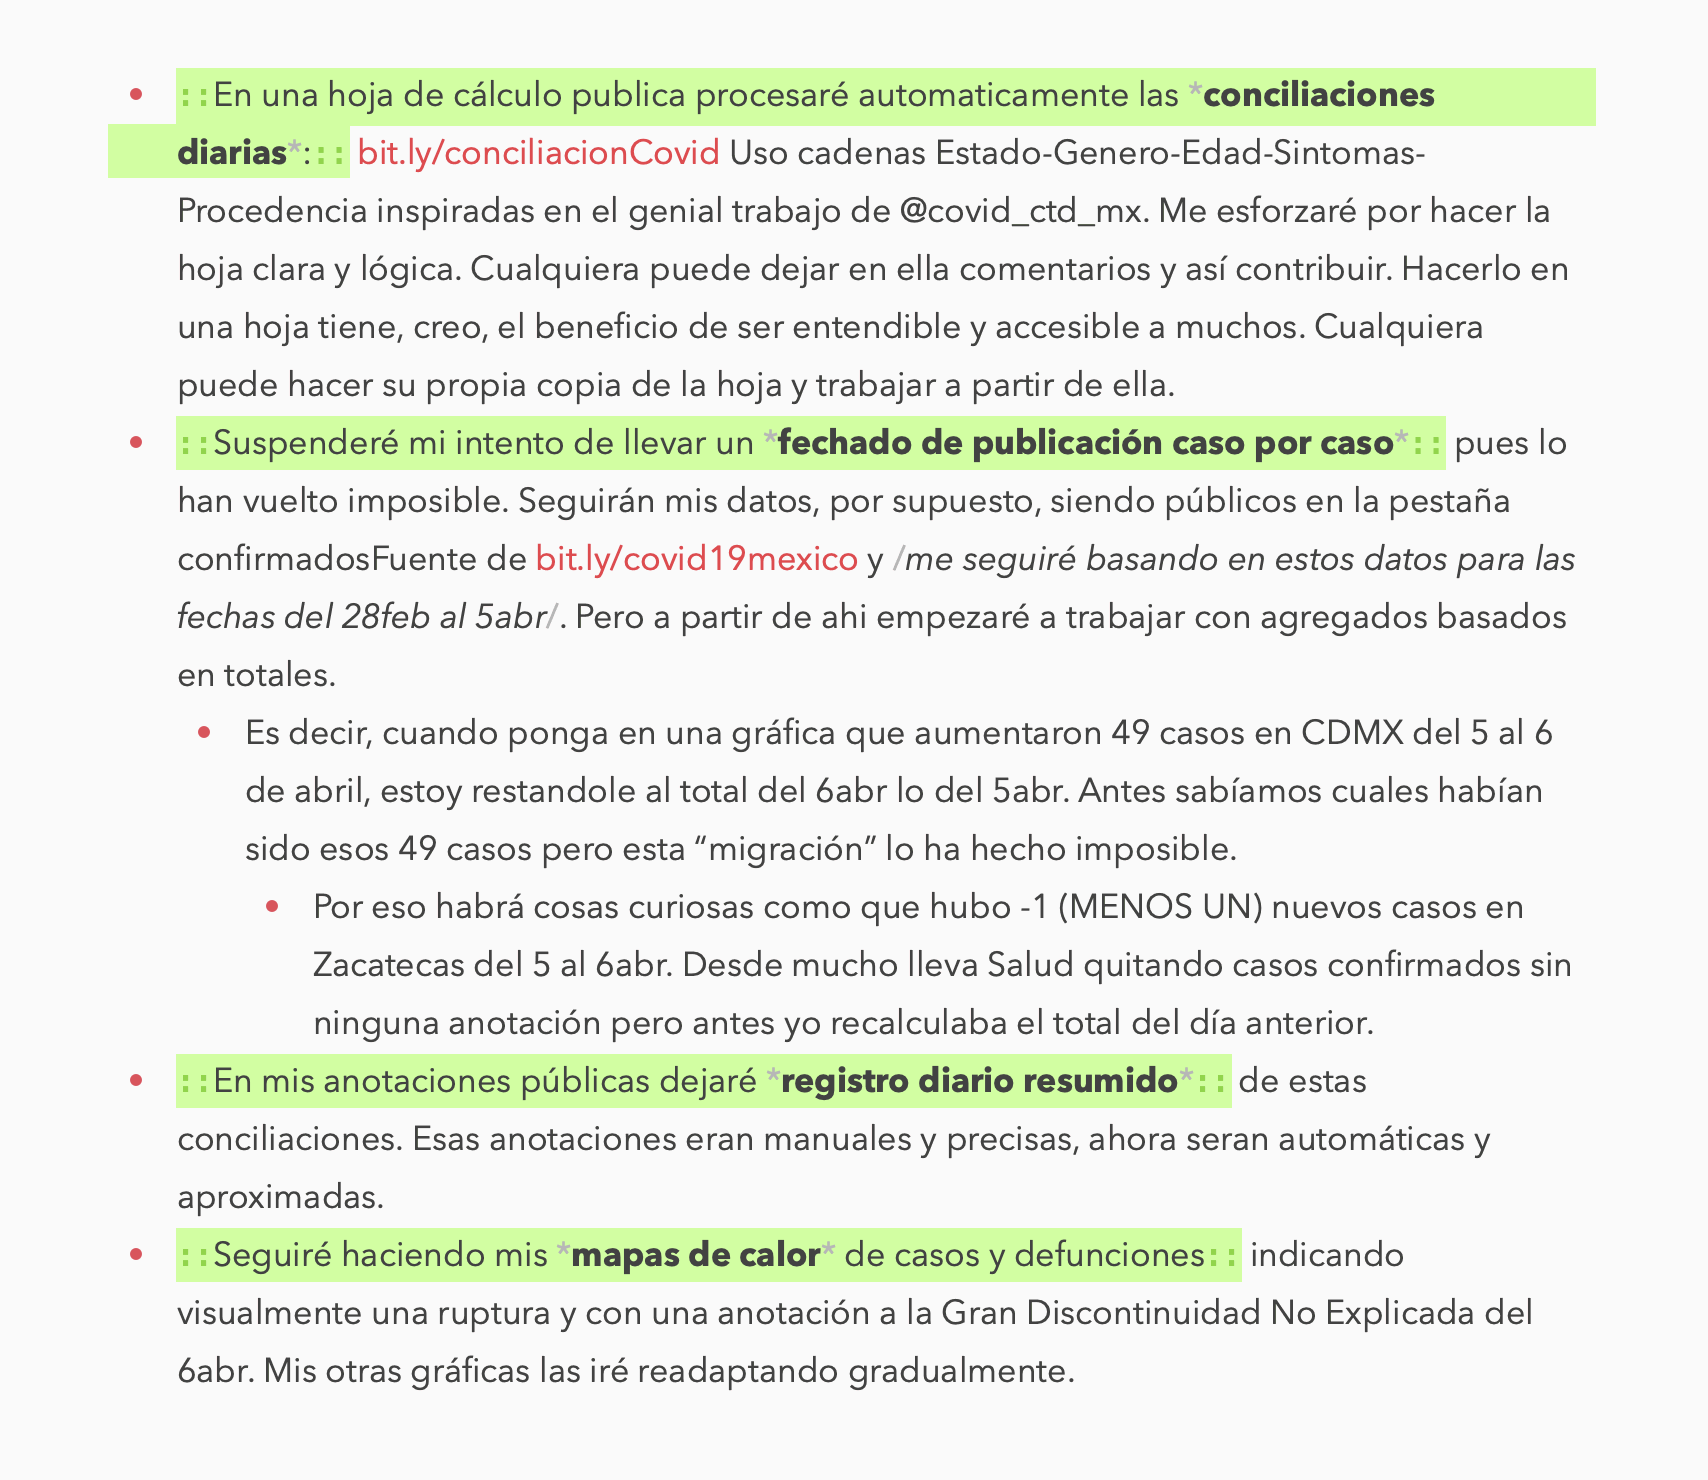 • ::En una hoja de cálculo publica procesaré automaticamente las *conciliaciones
diarias*::: bit.ly/conciliacionCovid Uso cadenas Estado-Genero-Edad-Sintomas-
Procedencia inspiradas en el genial trabajo de @covid_ctd_mx. Me esforzaré por hacer la
hoja clara y lógica. Cualquiera puede dejar en ella comentarios y así contribuir. Hacerlo en
una hoja tiene, creo, el beneficio de ser entendible y accesible a muchos. Cualquiera
puede hacer su propia copia de la hoja y trabajar a partir de ella.
• ::Suspenderé mi intento de llevar un *fechado de publicación caso por caso*:: pues lo
han vuelto imposible. Seguirán mis datos, por supuesto, siendo públicos en la pestaña
confirmadosFuente de bit.ly/covid19mexico y /me seguiré basando en estos datos para las
fechas del 28feb al 5abr/. Pero a partir de ahi empezaré a trabajar con agregados basados
en totales.
• Es decir, cuando ponga en una gráfica que aumentaron 49 casos en CDMX del 5 al 6
de abril, estoy restandole al total del 6abr lo del 5abr. Antes sabíamos cuales habían
sido esos 49 casos pero esta “migración” lo ha hecho imposible.
• Por eso habrá cosas curiosas como que hubo -1 (MENOS UN) nuevos casos en
Zacatecas del 5 al 6abr. Desde mucho lleva Salud quitando casos confirmados sin
ninguna anotación pero antes yo recalculaba el total del día anterior.
• ::En mis anotaciones públicas dejaré *registro diario resumido*:: de estas
conciliaciones. Esas anotaciones eran manuales y precisas, ahora seran automáticas y
aproximadas.
• ::Seguiré haciendo mis *mapas de calor* de casos y defunciones:: indicando
visualmente una ruptura y con una anotación a la Gran Discontinuidad No Explicada del
6abr. Mis otras gráficas las iré readaptando gradualmente.